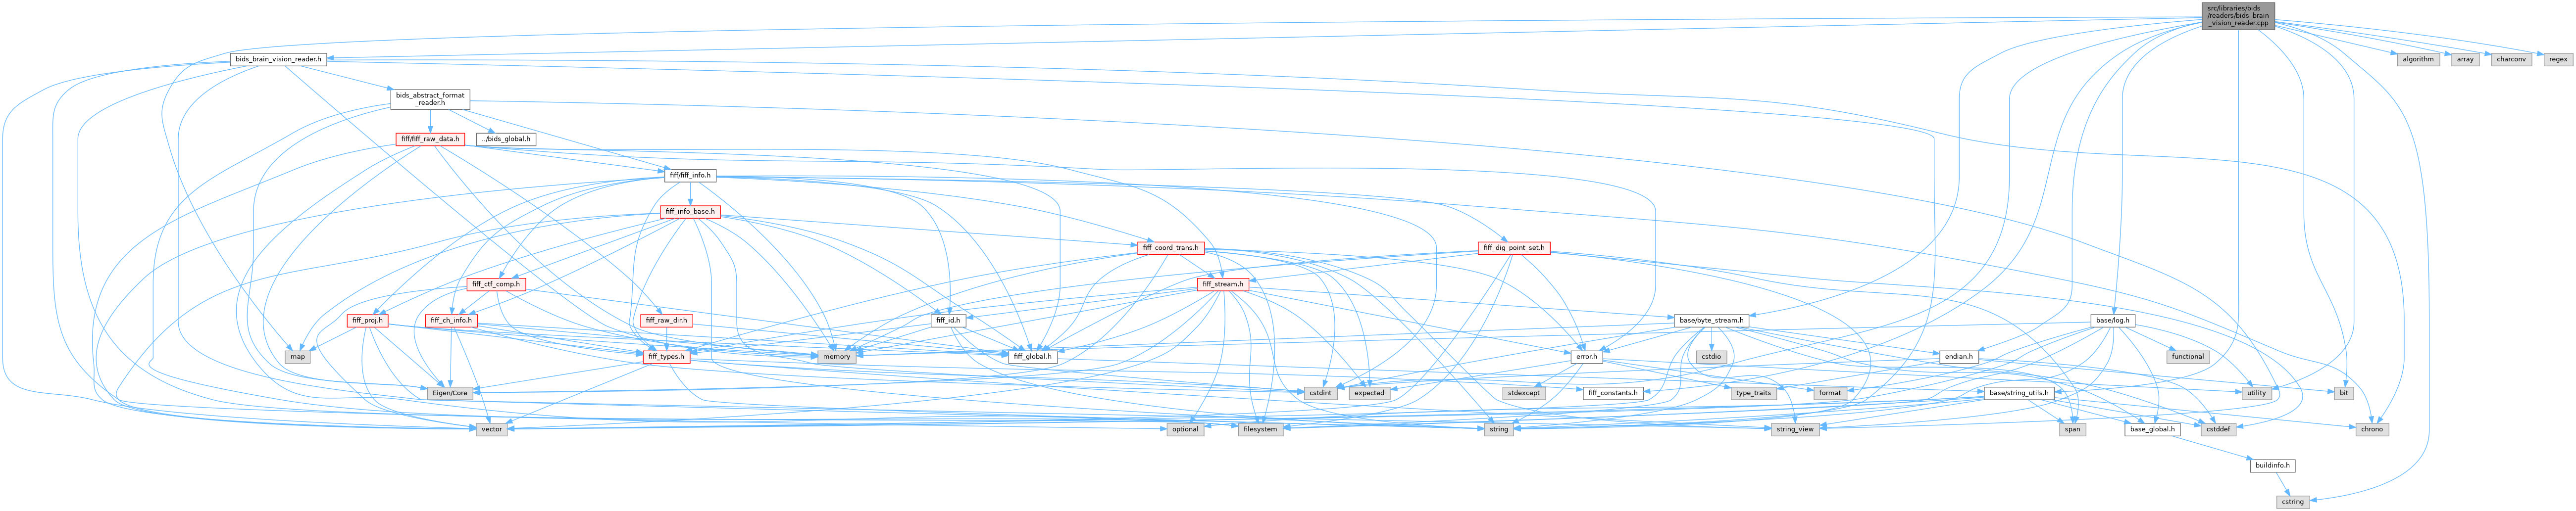 src/libraries/bids
/readers/bids_brain
_vision_reader.cpp
bids_brain_vision_reader.h
algorithm
array
charconv
regex
bids_abstract_format
_reader.h
fiff/fiff_raw_data.h
../bids_global.h
fiff/fiff_info.h
fiff_info_base.h
fiff_coord_trans.h
fiff_dig_point_set.h
fiff_ctf_comp.h
fiff_stream.h
fiff_proj.h
fiff_ch_info.h
fiff_raw_dir.h
fiff_id.h
base/byte_stream.h
base/log.h
map
fiff_types.h
memory
fiff_global.h
error.h
cstdio
endian.h
functional
Eigen/Core
cstdint
expected
stdexcept
fiff_constants.h
type_traits
format
base/string_utils.h
utility
bit
vector
optional
filesystem
string
string_view
span
base_global.h
cstddef
chrono
buildinfo.h
cstring